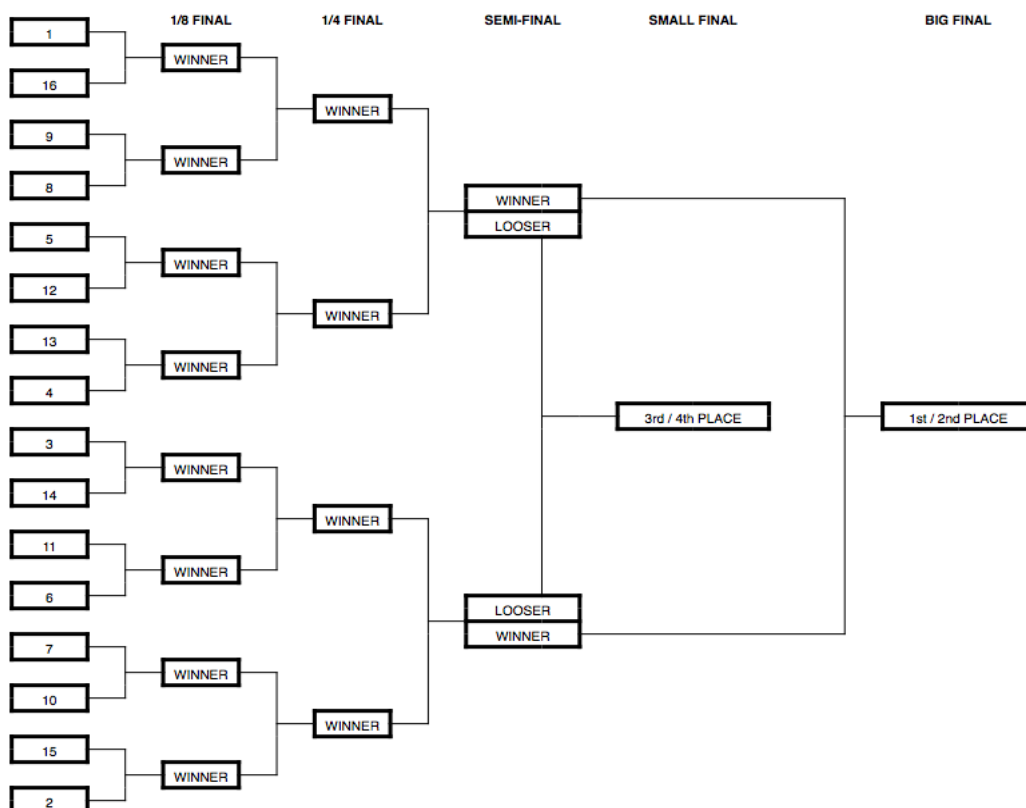 1/8 FINAL 1/4 FINAL SEMI-FINAL SMALL FINAL BIG FINAL
1
WINNER
16
WINNER
9
WINNER
8
WINNER
LOOSER
5
WINNER
12
WINNER
13
WINNER
4
3rd / 4th PLACE 1st / 2nd PLACE
3
WINNER
14
WINNER
11
WINNER
6
LOOSER
WINNER
7
WINNER
10
WINNER
15
WINNER
2